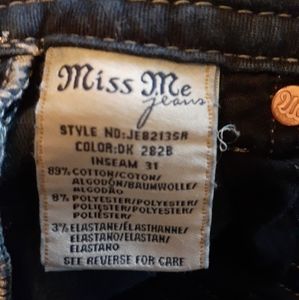 Miss Me
jeans
STYLE NO:JE8213SR
COLOR:DK 282B
INSEAM 31
89% COTTON/COTON/
ALGODÓN/BAUMWOLLE/
ALGODÃO
8% POLYESTER/POLYESTER/
POLIÉSTER/POLYESTER/
POLIÉSTER
3% ELASTANE/ÉLASTHANNE/
ELASTANO/ELASTAN/
ELASTANO
SEE REVERSE FOR CARE